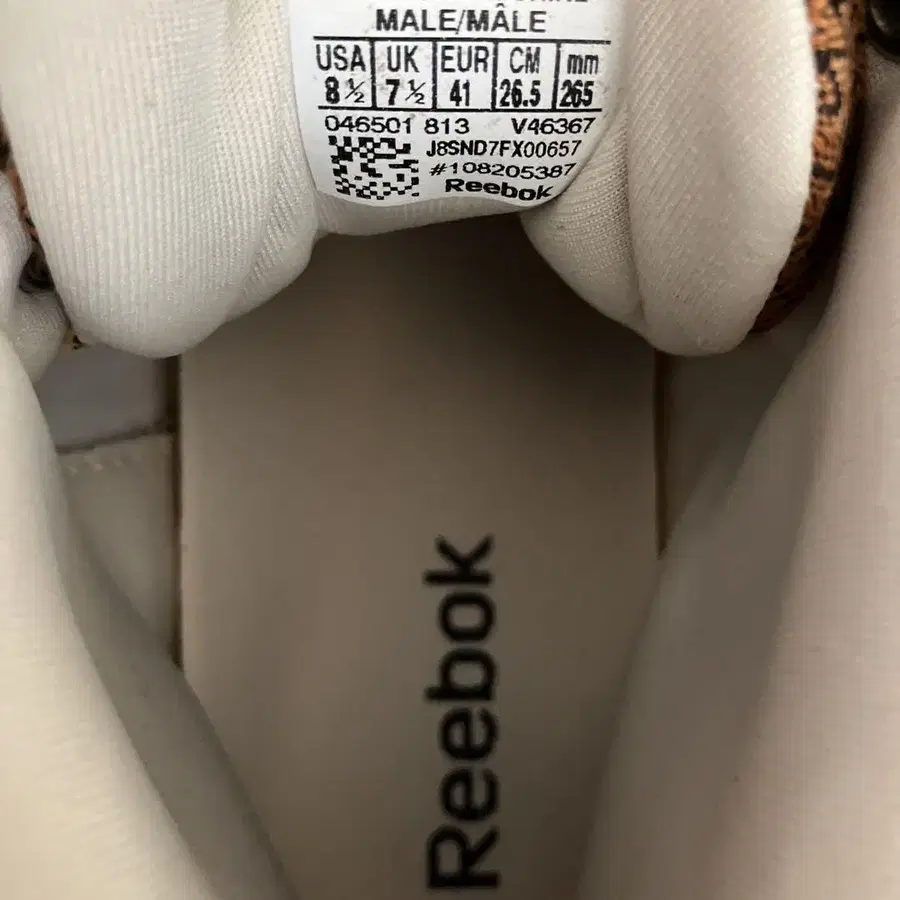 MALE/MÂLE
USA UK EUR CM mm
8 ½ 7 ½ 41 26.5 265
046501 813 V46367
J8SND7FX00657
#108205387
Reebok
Reebok